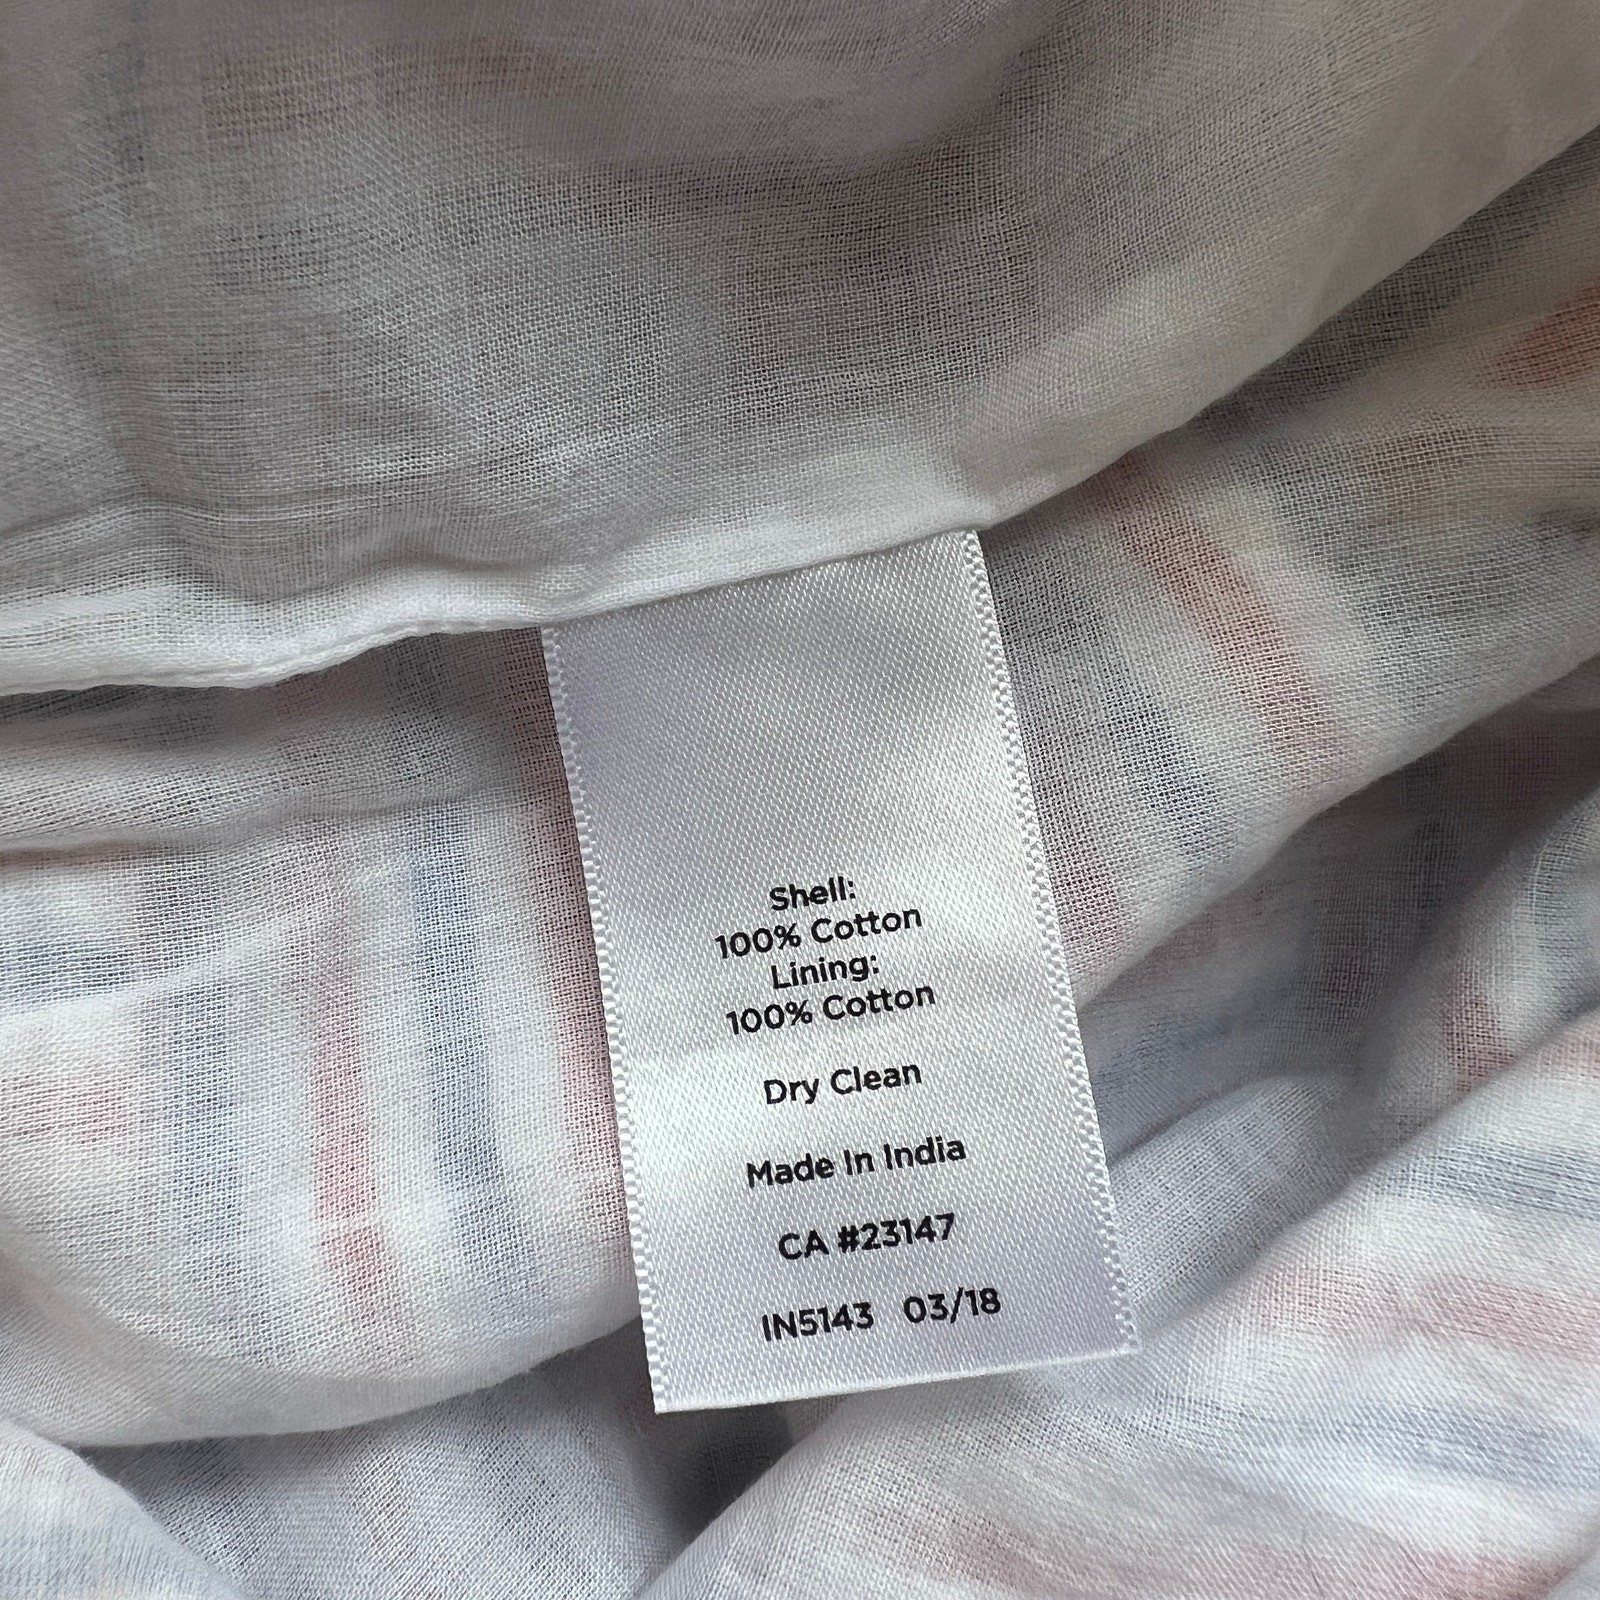 Shell:
100% Cotton
Lining:
100% Cotton
Dry Clean
Made In India
CA #23147
IN5143 03/18